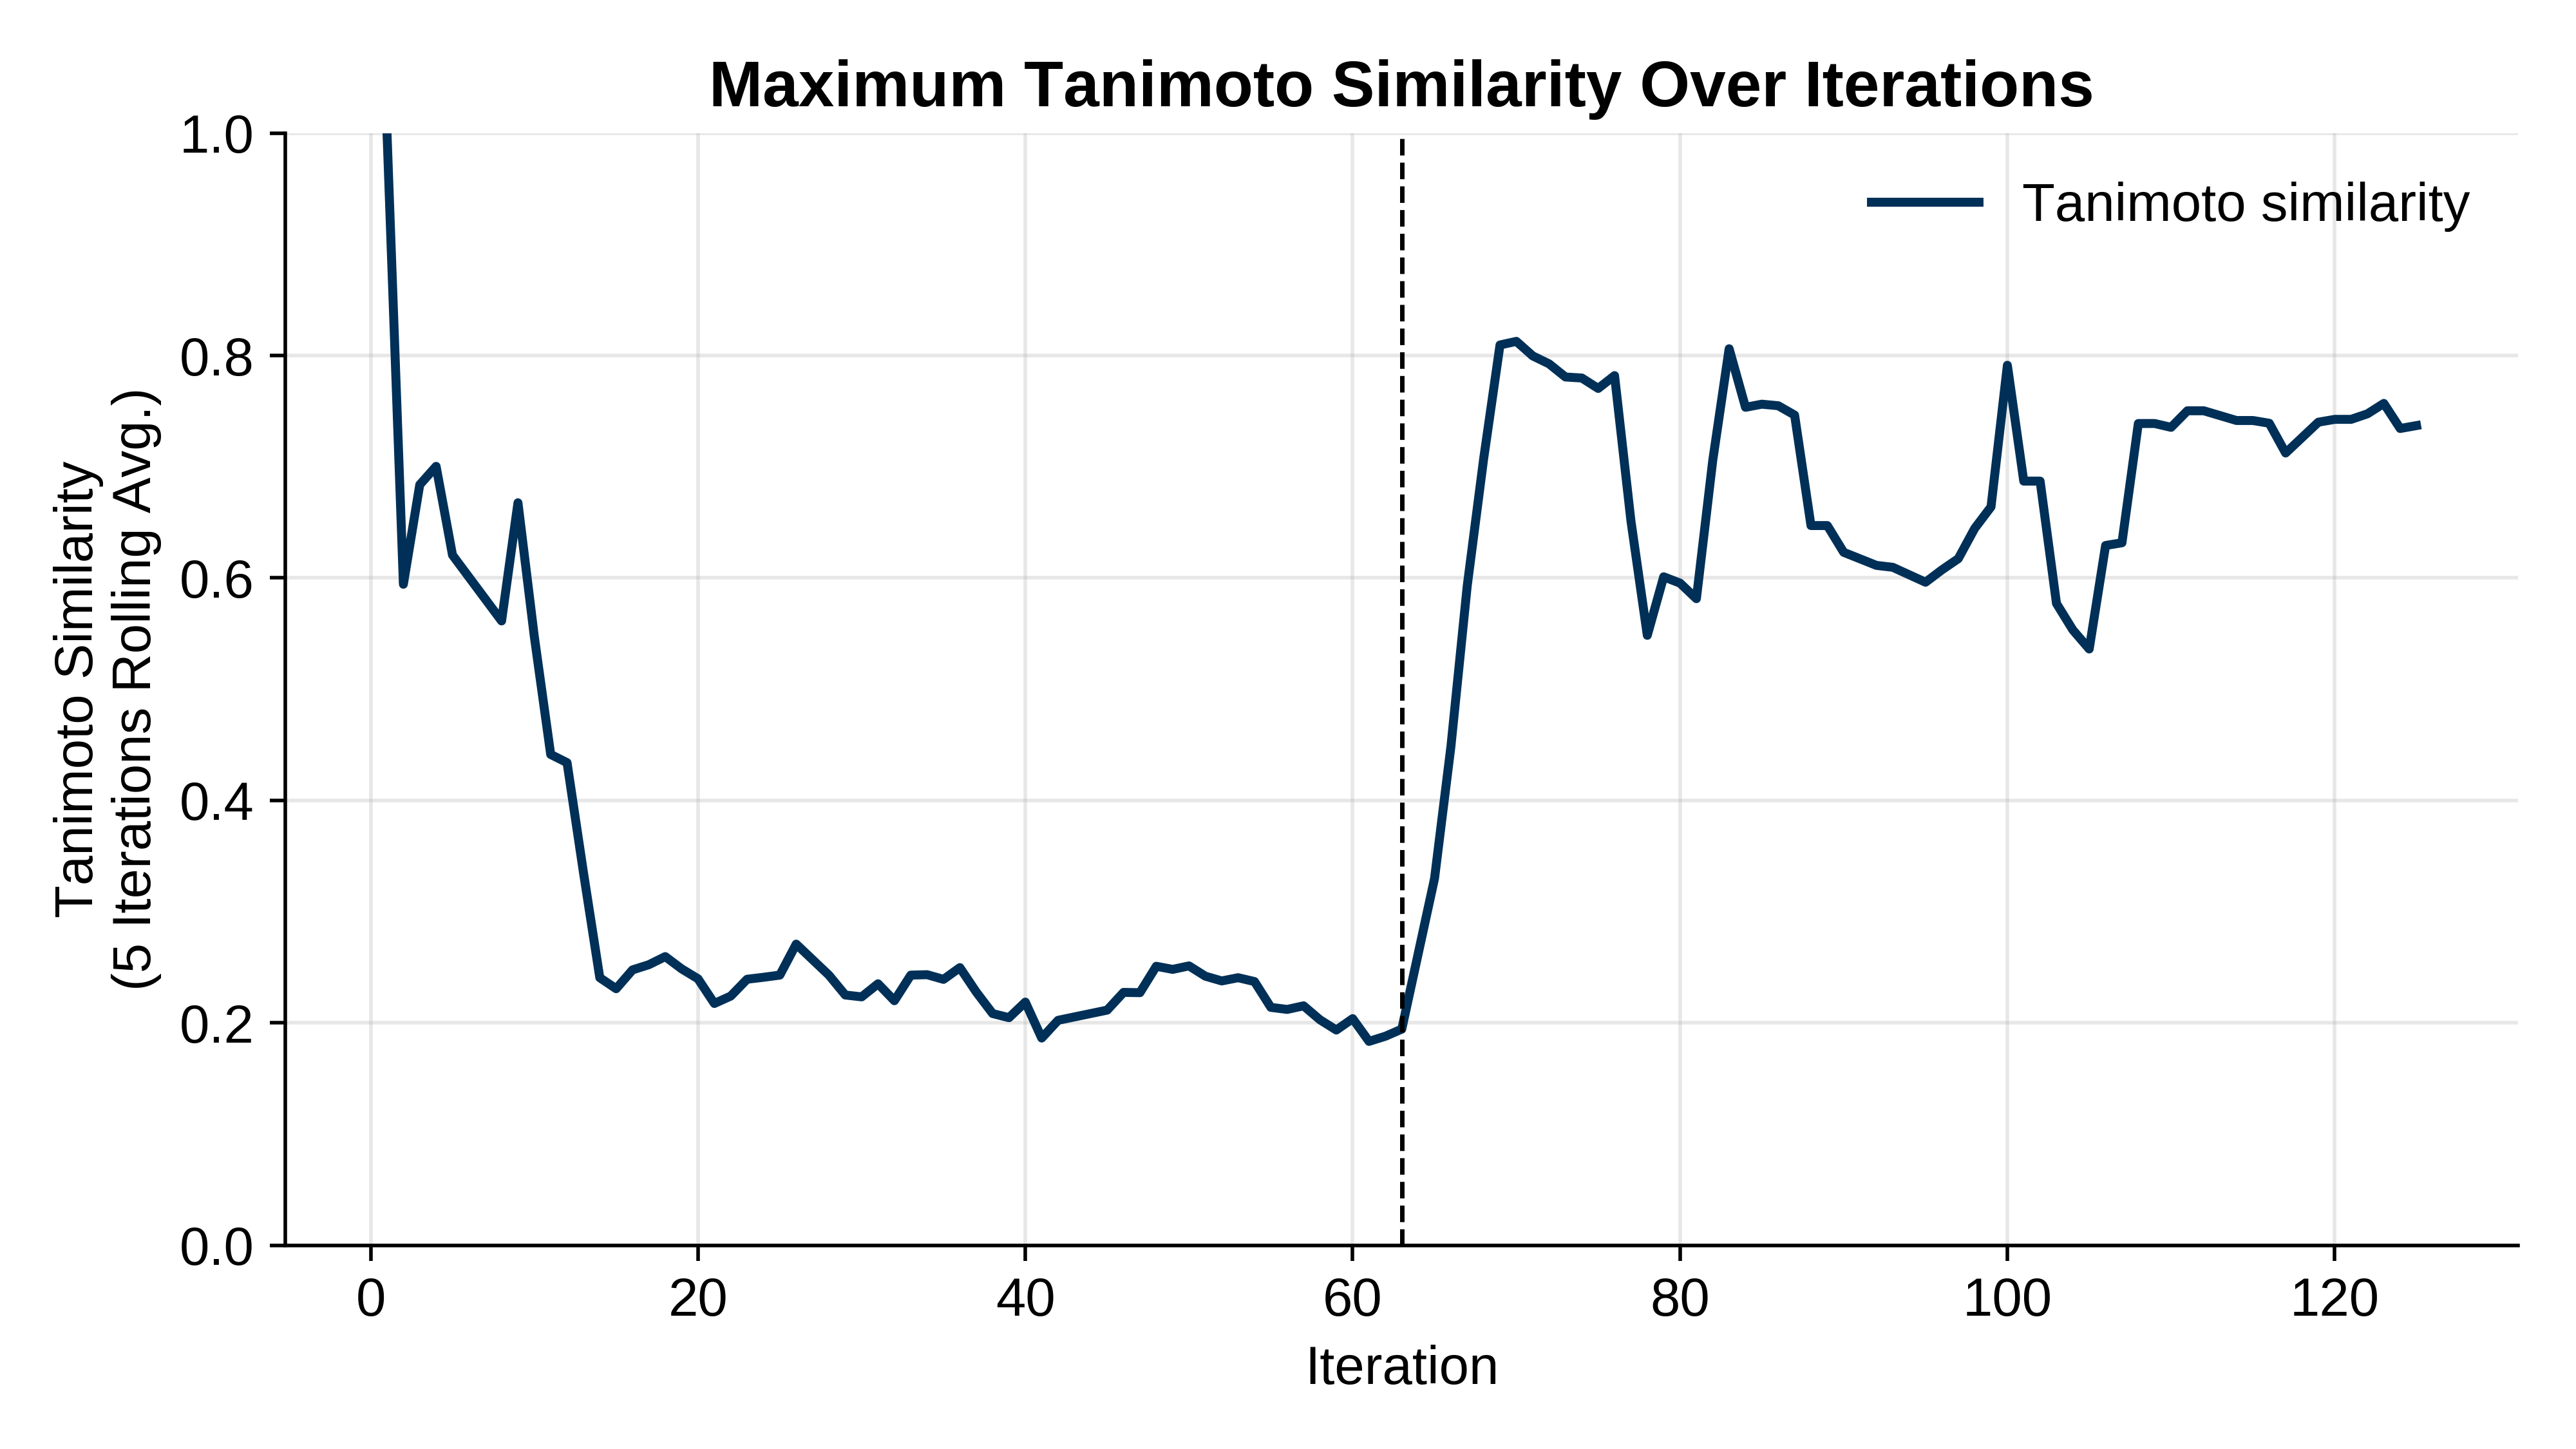 Maximum Tanimoto Similarity Over Iterations
Tanimoto Similarity
(5 Iterations Rolling Avg.)
1.0
0.8
0.6
0.4
0.2
0.0
Tanimoto similarity
0 20 40 60 80 100 120
Iteration